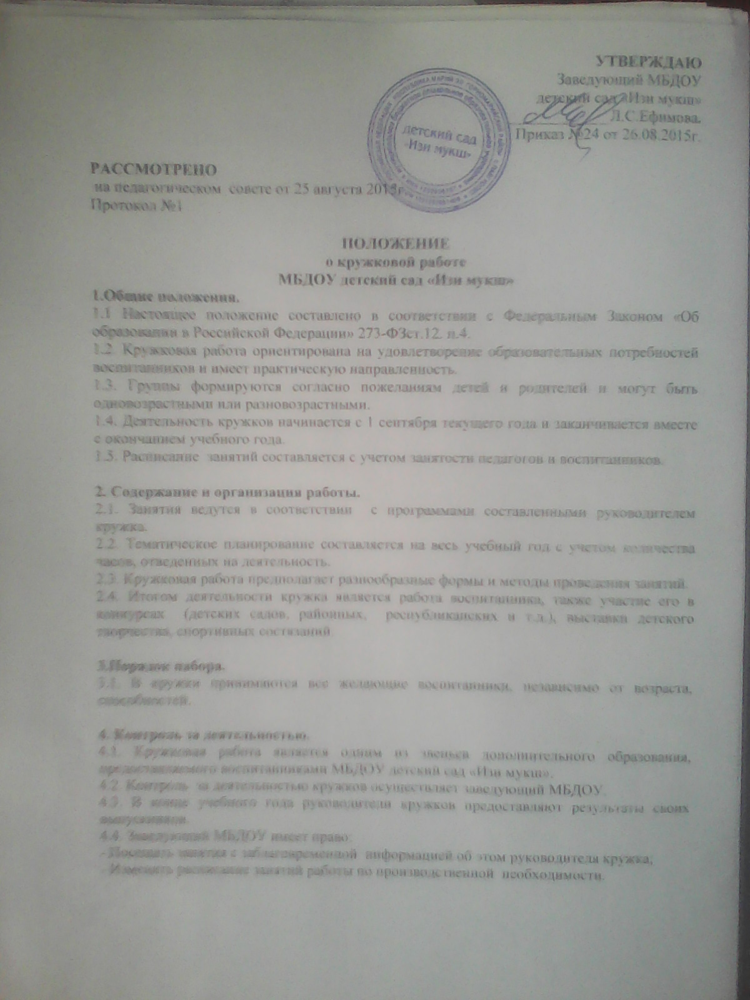 УТВЕРЖДАЮ
Заведующий МБДОУ
детский сад «Изи мукш»
Л.С.Ефимова.
Приказ №24 от 26.08.2015г.
детский сад
«Изи мукш»
РАССМОТРЕНО
на педагогическом совете от 25 августа 2015г.
Протокол №1
ПОЛОЖЕНИЕ
о кружковой работе
МБДОУ детский сад «Изи мукш»
1.Общие положения.
1.1 Настоящее положение составлено в соответствии с Федеральным Законом «Об
образовании в Российской Федерации» 273-ФЗст.12. п.4.
1.2. Кружковая работа ориентирована на удовлетворение образовательных потребностей
воспитанников и имеет практическую направленность.
1.3. Группы формируются согласно пожеланиям детей и родителей и могут быть
одновозрастными или разновозрастными.
1.4. Деятельность кружков начинается с 1 сентября текущего года и заканчивается вместе
с окончанием учебного года.
1.5. Расписание занятий составляется с учетом занятости педагогов и воспитанников.
2. Содержание и организация работы.
2.1. Занятия ведутся в соответствии с программами составленными руководителем
кружка.
2.2. Тематическое планирование составляется на весь учебный год с учетом количества
часов, отведенных на деятельность.
2.3. Кружковая работа предполагает разнообразные формы и методы проведения занятий.
2.4. Итогом деятельности кружка является работа воспитанника, также участие его в
конкурсах (детских садов, районных, республиканских и т.д.), выставки детского
творчества, спортивных состязаний.
3.Порядок набора.
3.1. В кружки принимаются все желающие воспитанники, независимо от возраста,
способностей.
4. Контроль за деятельностью.
4.1. Кружковая работа является одним из звеньев дополнительного образования,
предоставляемого воспитанниками МБДОУ детский сад «Изи мукш».
4.2. Контроль за деятельностью кружков осуществляет заведующий МБДОУ.
4.3. В конце учебного года руководители кружков предоставляют результаты своих
выпускников.
4.4. Заведующий МБДОУ имеет право:
- Посещать занятия с заблаговременной информацией об этом руководителя кружка;
- Изменить расписание занятий работы по производственной необходимости.